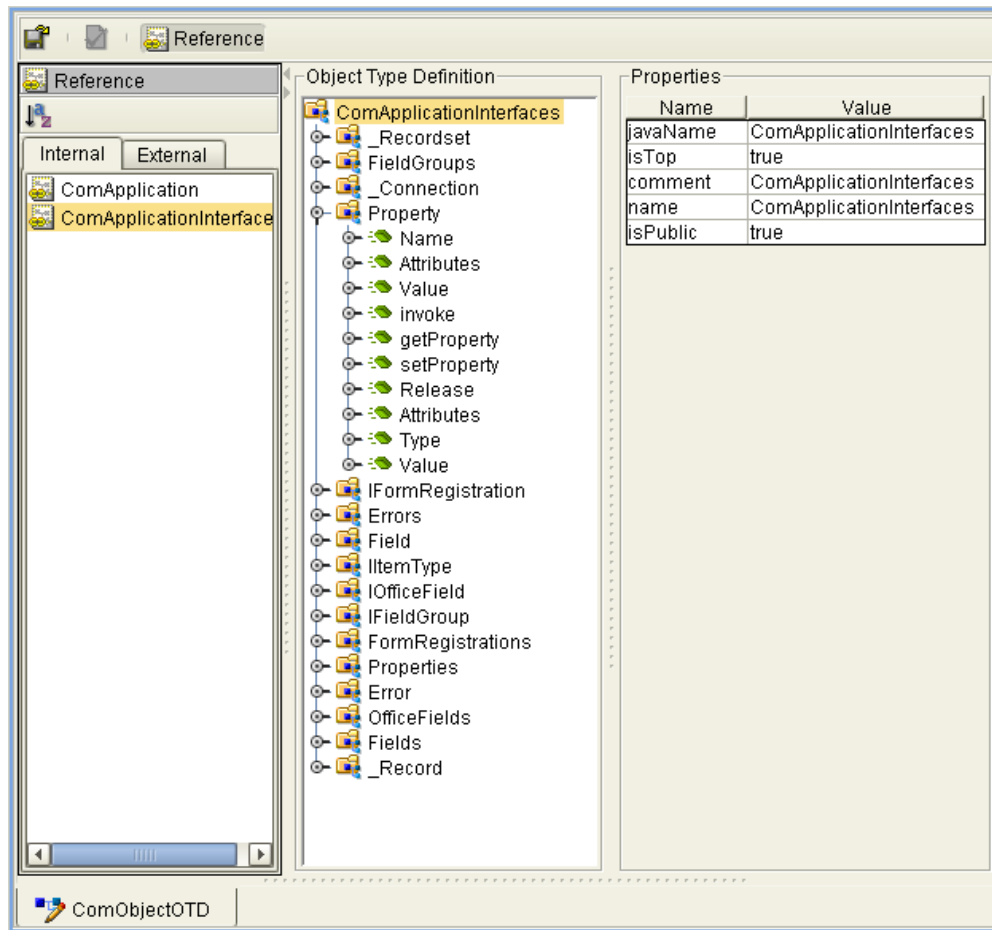 Reference
Reference
Internal External
ComApplication
ComApplicationInterface
Object Type Definition
ComApplicationInterfaces
_Recordset
FieldGroups
_Connection
Property
Name
Attributes
Value
invoke
getProperty
setProperty
Release
Attributes
Type
Value
IFormRegistration
Errors
Field
IItemType
IOfficeField
IFieldGroup
FormRegistrations
Properties
Error
OfficeFields
Fields
_Record
Properties
Name Value
javaName ComApplicationInterfaces
isTop true
comment ComApplicationInterfaces
name ComApplicationInterfaces
isPublic true
ComObjectOTD